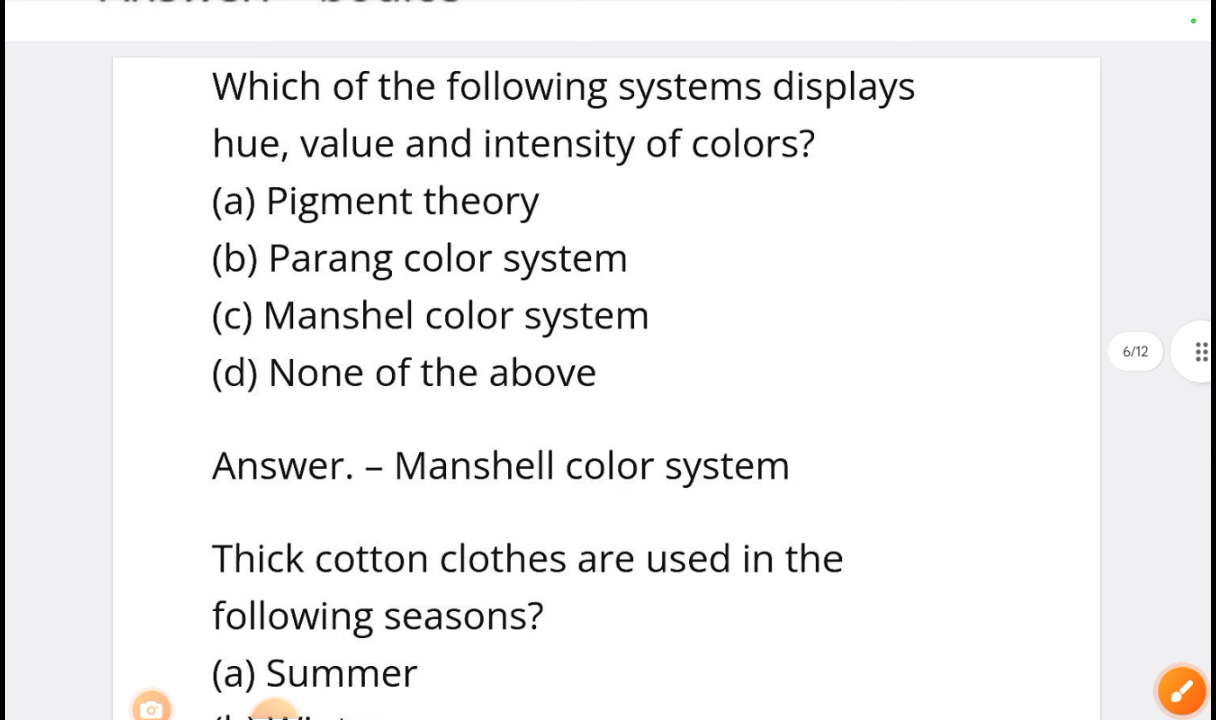 Which of the following systems displays
hue, value and intensity of colors?
(a) Pigment theory
(b) Parang color system
(c) Manshel color system
(d) None of the above
6/12
Answer. – Manshell color system
Thick cotton clothes are used in the
following seasons?
(a) Summer